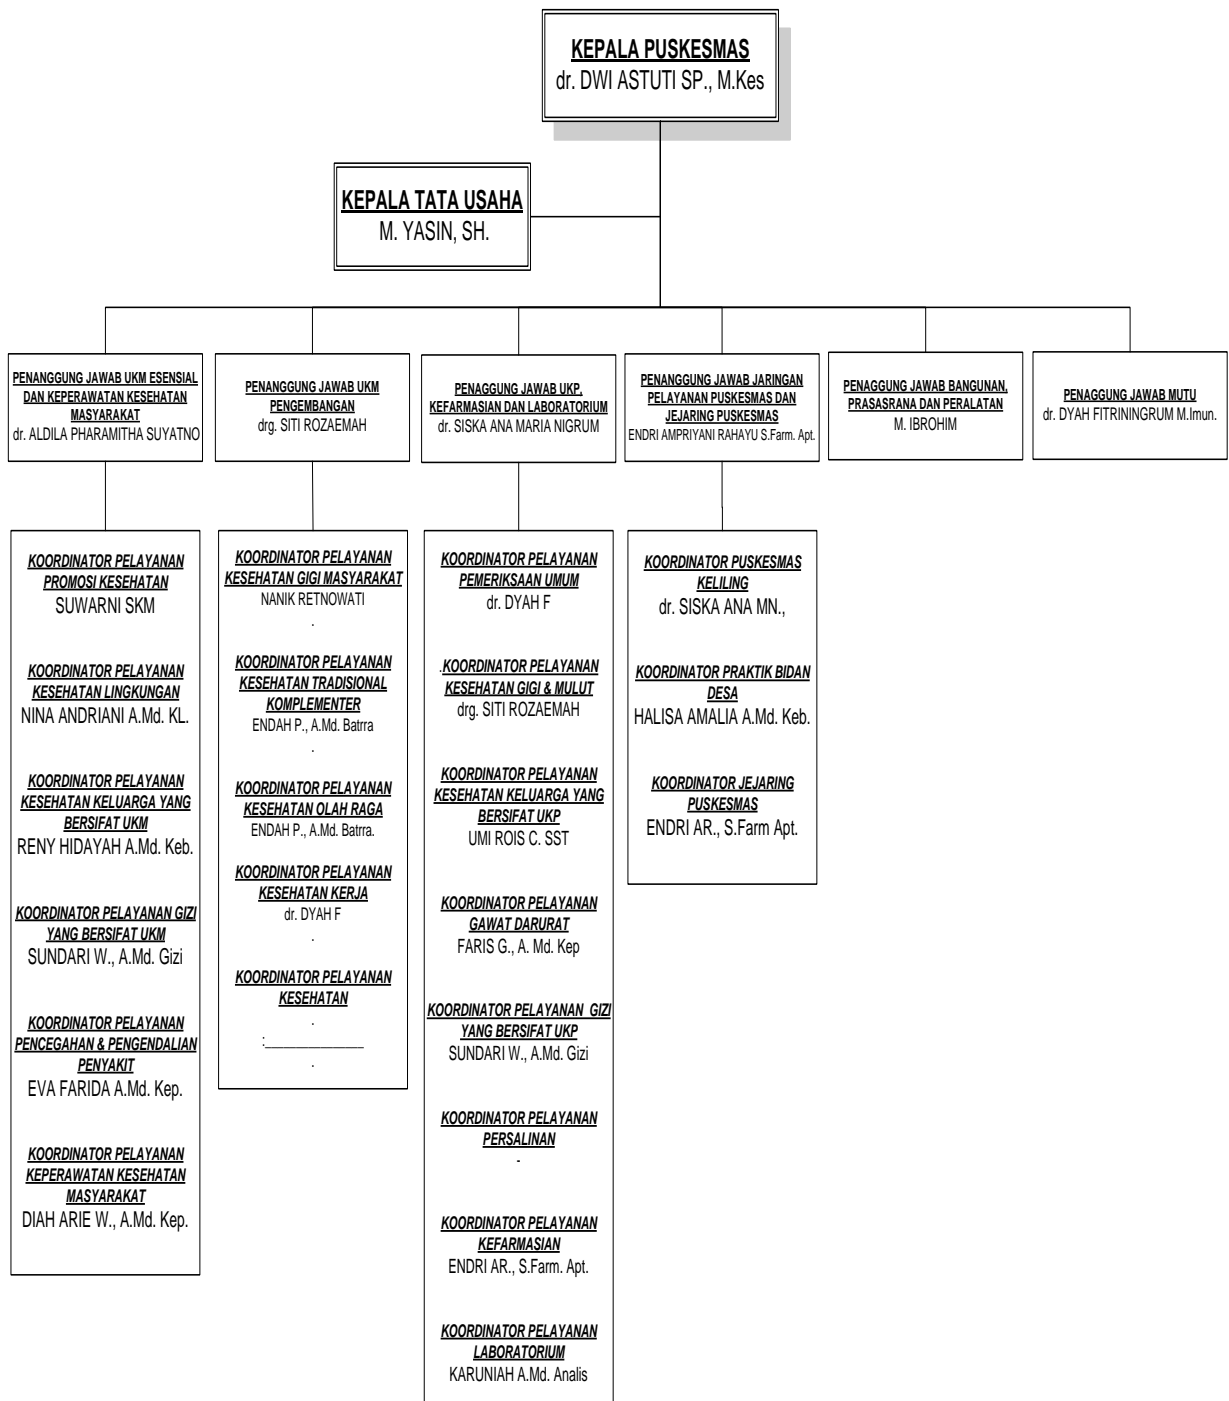 KEPALA PUSKESMAS
dr. DWI ASTUTI SP., M.Kes
KEPALA TATA USAHA
M. YASIN, SH.
PENANGGUNG JAWAB UKM ESENSIAL
DAN KEPERAWATAN KESEHATAN
MASYARAKAT
dr. ALDILA PHARAMITHA SUYATNO
PENANGGUNG JAWAB UKM
PENGEMBANGAN
drg. SITI ROZAEMAH
PENAGGUNG JAWAB UKP,
KEFARMASIAN DAN LABORATORIUM
dr. SISKA ANA MARIA NIGRUM
PENANGGUNG JAWAB JARINGAN
PELAYANAN PUSKESMAS DAN
JEJARING PUSKESMAS
ENDRI AMPRIYANI RAHAYU S.Farm. Apt.
PENAGGUNG JAWAB BANGUNAN,
PRASASRANA DAN PERALATAN
M. IBROHIM
PENAGGUNG JAWAB MUTU
dr. DYAH FITRININGRUM M.Imun.
KOORDINATOR PELAYANAN
PROMOSI KESEHATAN
SUWARNI SKM
KOORDINATOR PELAYANAN
KESEHATAN LINGKUNGAN
NINA ANDRIANI A.Md. KL.
KOORDINATOR PELAYANAN
KESEHATAN KELUARGA YANG
BERSIFAT UKM
RENY HIDAYAH A.Md. Keb.
KOORDINATOR PELAYANAN GIZI
YANG BERSIFAT UKM
SUNDARI W., A.Md. Gizi
KOORDINATOR PELAYANAN
PENCEGAHAN & PENGENDALIAN
PENYAKIT
EVA FARIDA A.Md. Kep.
KOORDINATOR PELAYANAN
KEPERAWATAN KESEHATAN
MASYARAKAT
DIAH ARIE W., A.Md. Kep.
KOORDINATOR PELAYANAN
KESEHATAN GIGI MASYARAKAT
NANIK RETNOWATI
.
KOORDINATOR PELAYANAN
KESEHATAN TRADISIONAL
KOMPLEMENTER
ENDAH P., A.Md. Batrra
.
KOORDINATOR PELAYANAN
KESEHATAN OLAH RAGA
ENDAH P., A.Md. Batrra.
KOORDINATOR PELAYANAN
KESEHATAN KERJA
dr. DYAH F
.
KOORDINATOR PELAYANAN
KESEHATAN
.
:________________
.
KOORDINATOR PELAYANAN
PEMERIKSAAN UMUM
dr. DYAH F
.KOORDINATOR PELAYANAN
KESEHATAN GIGI & MULUT
drg. SITI ROZAEMAH
KOORDINATOR PELAYANAN
KESEHATAN KELUARGA YANG
BERSIFAT UKP
UMI ROIS C. SST
KOORDINATOR PELAYANAN
GAWAT DARURAT
FARIS G., A. Md. Kep
KOORDINATOR PELAYANAN GIZI
YANG BERSIFAT UKP
SUNDARI W., A.Md. Gizi
KOORDINATOR PELAYANAN
PERSALINAN
-
KOORDINATOR PELAYANAN
KEFARMASIAN
ENDRI AR., S.Farm. Apt.
KOORDINATOR PELAYANAN
LABORATORIUM
KARUNIAH A.Md. Analis
KOORDINATOR PUSKESMAS
KELILING
dr. SISKA ANA MN.,
KOORDINATOR PRAKTIK BIDAN
DESA
HALISA AMALIA A.Md. Keb.
KOORDINATOR JEJARING
PUSKESMAS
ENDRI AR., S.Farm Apt.